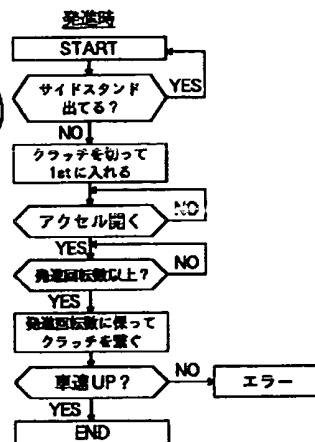 発進時
START
サイドスタンド
出てる?
YES
NO
クラッチを切って
1stに入れる
アクセル開く
NO
YES
発進回転数以上?
NO
YES
発進回転数に保って
クラッチを繋ぐ
車速UP?
NO
エラー
YES
END